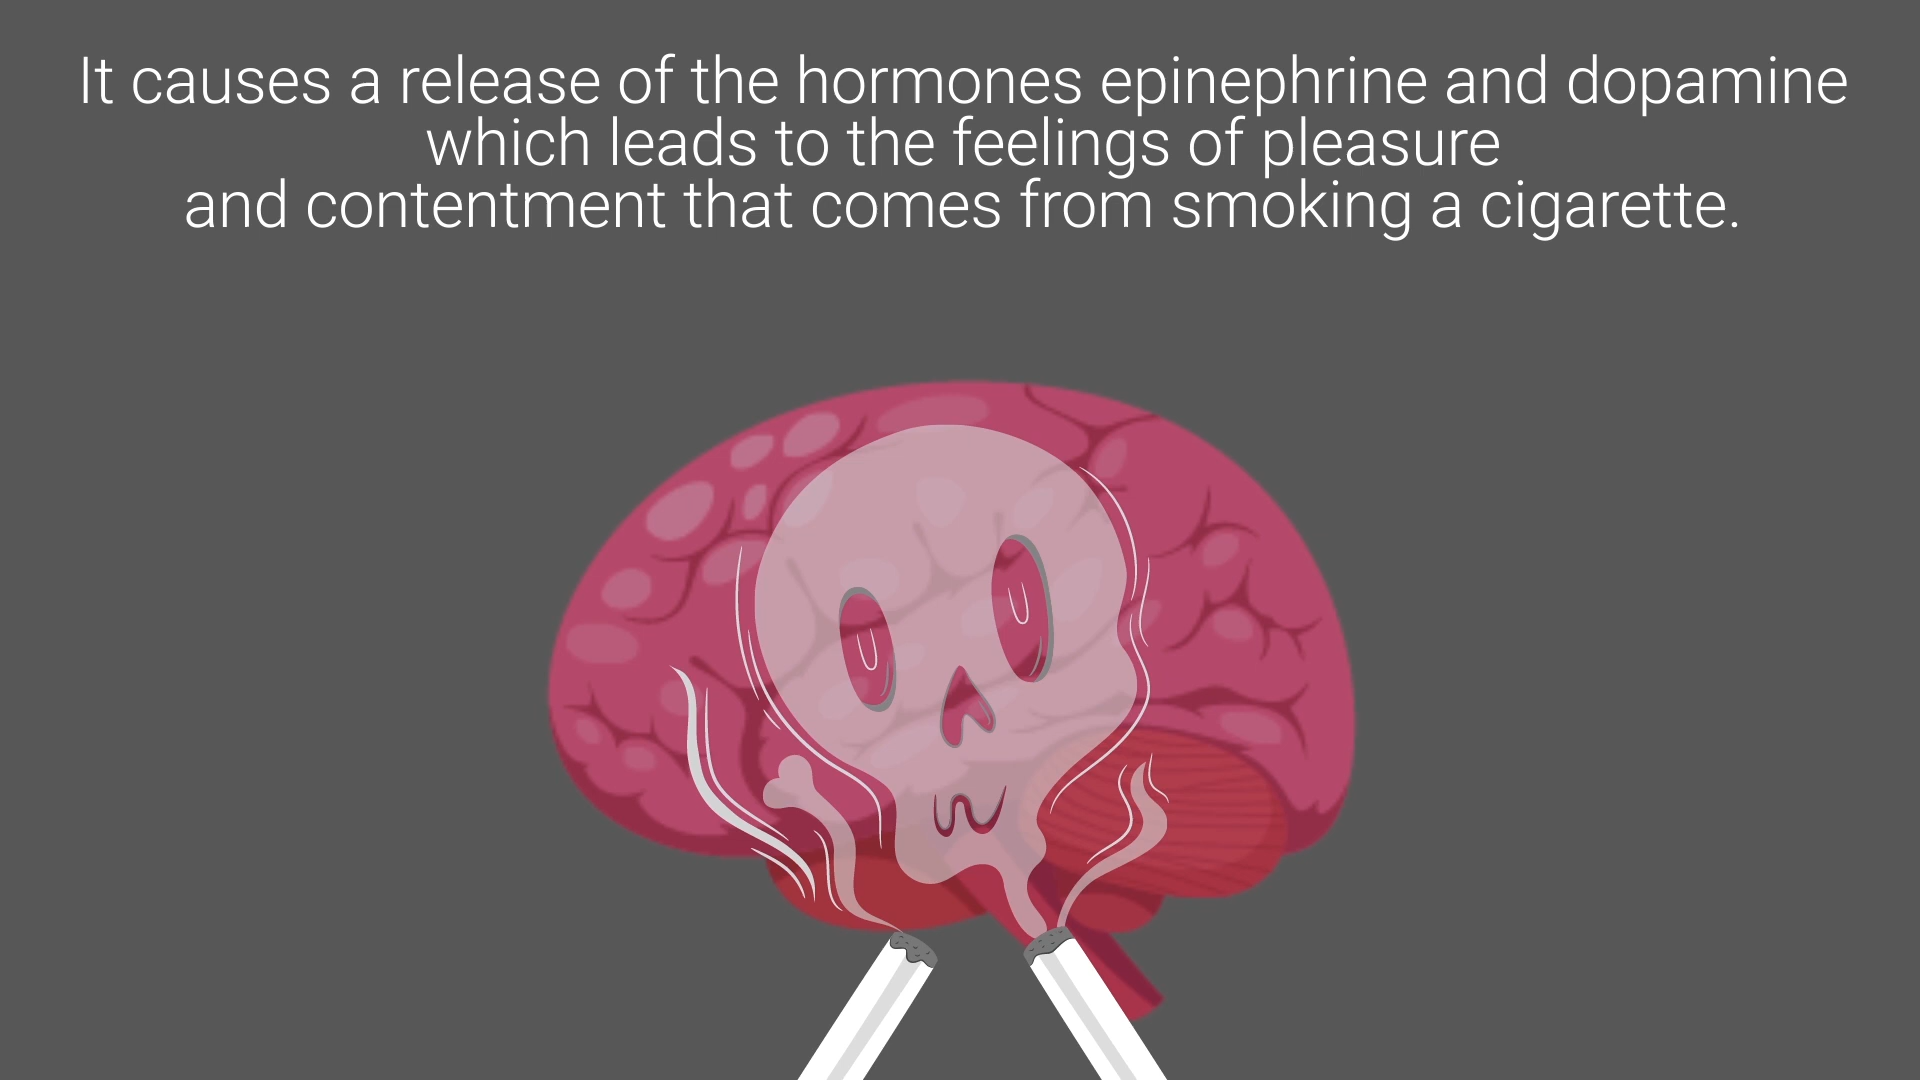 It causes a release of the hormones epinephrine and dopamine
which leads to the feelings of pleasure
and contentment that comes from smoking a cigarette.